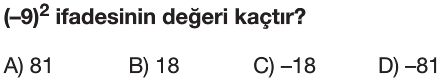 (–9)² ifadesinin değeri kaçtır?
A) 81 B) 18 C) –18 D) –81